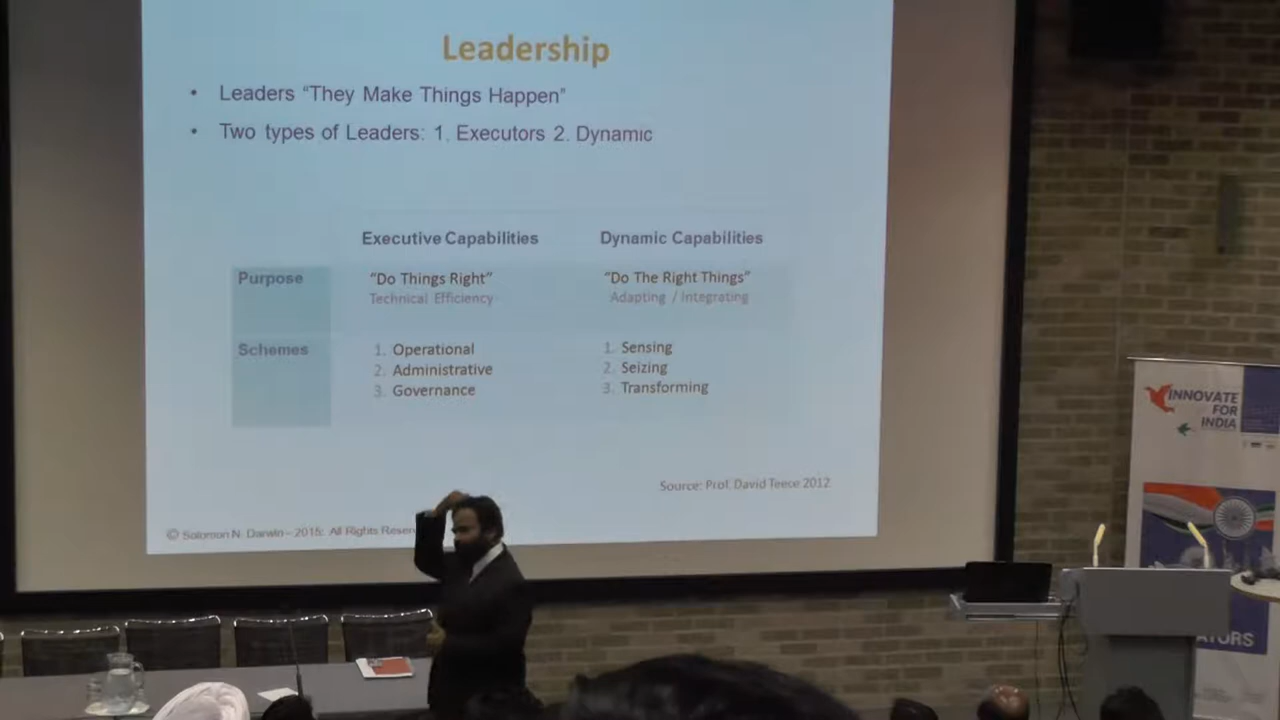 Leadership
• Leaders “They Make Things Happen”
• Two types of Leaders: 1. Executors 2. Dynamic
Executive Capabilities Dynamic Capabilities
Purpose “Do Things Right” “Do The Right Things”
Technical Efficiency Adapting / Integrating
Schemes 1. Operational 1. Sensing
2. Administrative 2. Seizing
3. Governance 3. Transforming
Source: Prof. David Teece 2012
© Solomon N. Darwin – 2015: All Rights Reser
INNOVATE
FOR
INDIA
ATORS